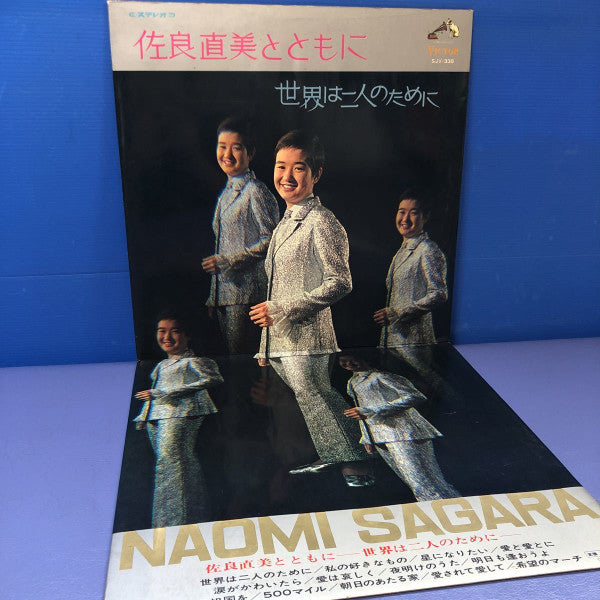 ステレオ
佐良直美とともに
Victor
SJV-336
世界は二人のために
NAOMI SAGARA
佐良直美とともに——世界は二人のために
世界は二人のために／私の好きなもの／星になりたい／愛と愛とに
涙がかわいたら／愛は哀しく／夜明けのうた／明日も逢おうよ
祖国を／500マイル／朝日のあたる家／愛されて愛して／希望のマーチ